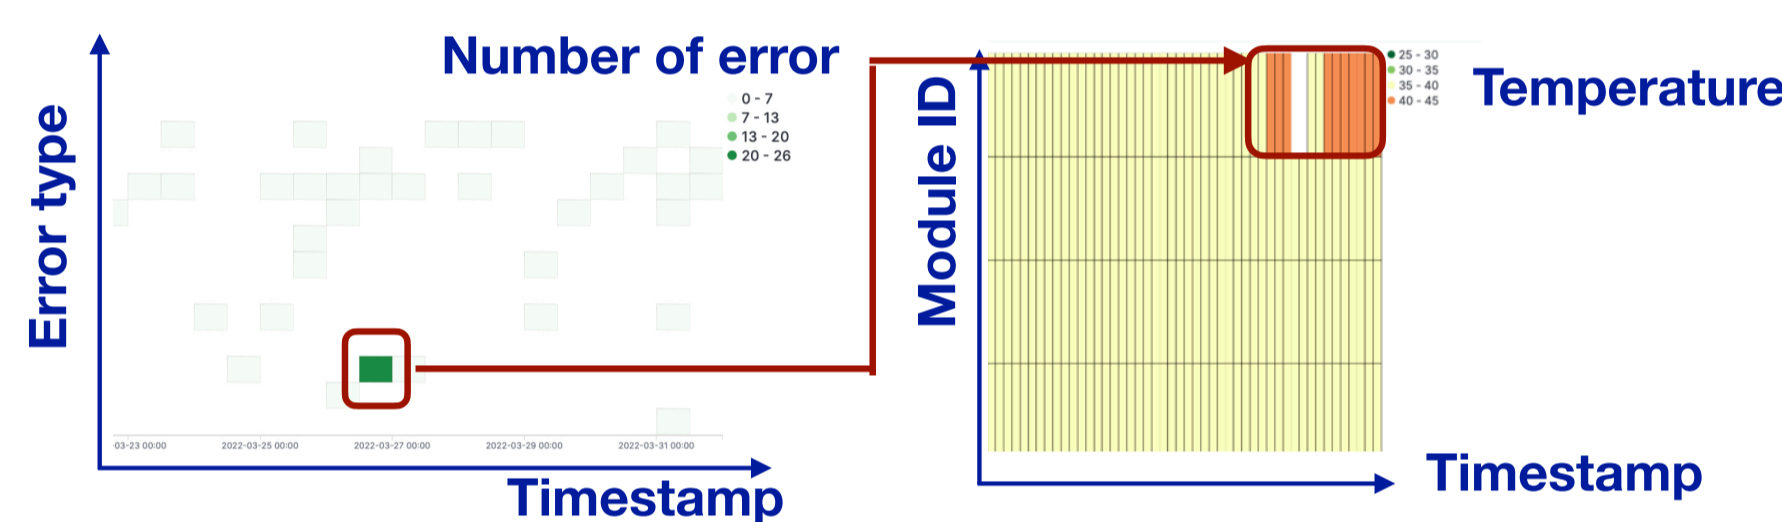 Number of error
0 - 7
7 - 13
13 - 20
20 - 26
Error type
03-23 00:00
2022-03-25 00:00
2022-03-27 00:00
2022-03-29 00:00
2022-03-31 00:00
Timestamp
Module ID
25 - 30
30 - 35
35 - 40
40 - 45
Temperature
Timestamp